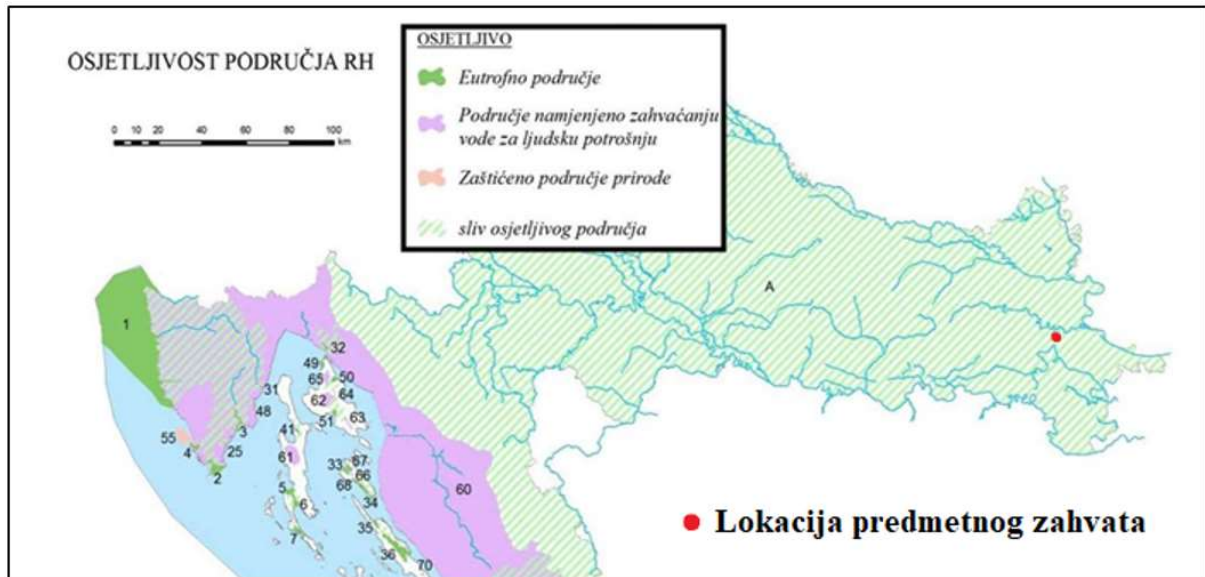 OSJETLJIVOST PODRUČJA RH
0 10 20 40 60 80 100
km
OSJETLJIVO
Eutrofno područje
Područje namjenjeno zahvaćanju
vode za ljudsku potrošnju
Zaštićeno područje prirode
sliv osjetljivog područja
A
1
32
49
65
50
31
62
64
48
51
63
3
55
41
4
25
61
67
33
2
66
68
60
5
6
34
35
7
36
70
Lokacija predmetnog zahvata